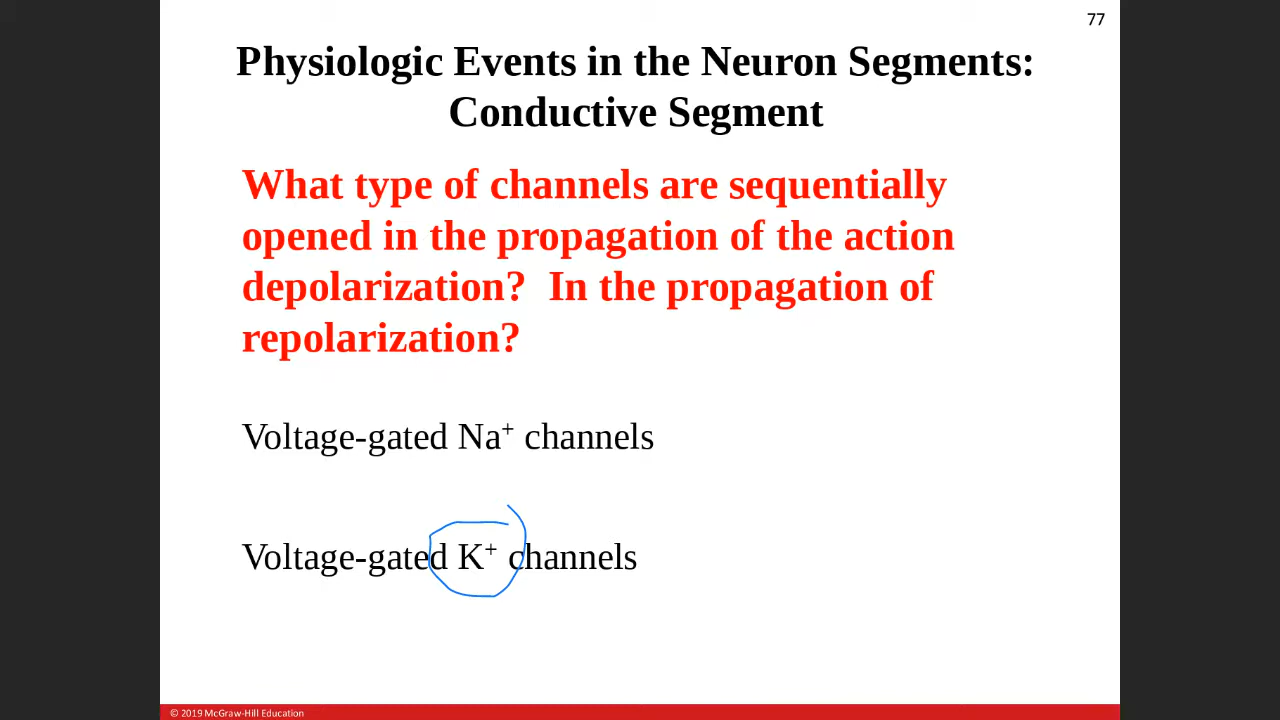 77
Physiologic Events in the Neuron Segments:
Conductive Segment
What type of channels are sequentially
opened in the propagation of the action
depolarization?  In the propagation of
repolarization?
Voltage-gated Na⁺ channels
Voltage-gated K⁺ channels
© 2019 McGraw-Hill Education